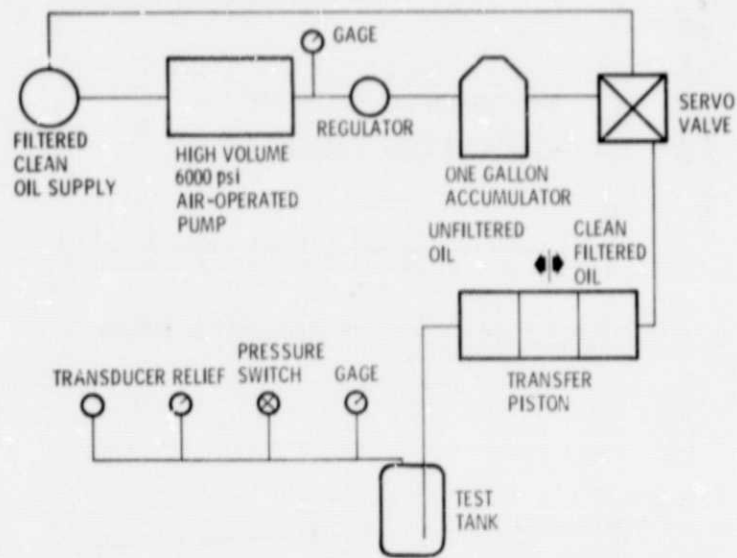 GAGE
FILTERED
CLEAN
OIL SUPPLY
HIGH VOLUME
6000 psi
AIR-OPERATED
PUMP
REGULATOR
ONE GALLON
ACCUMULATOR
SERVO
VALVE
UNFILTERED
OIL
CLEAN
FILTERED
OIL
TRANSFER
PISTON
TRANSDUCER
RELIEF
PRESSURE
SWITCH
GAGE
TEST
TANK